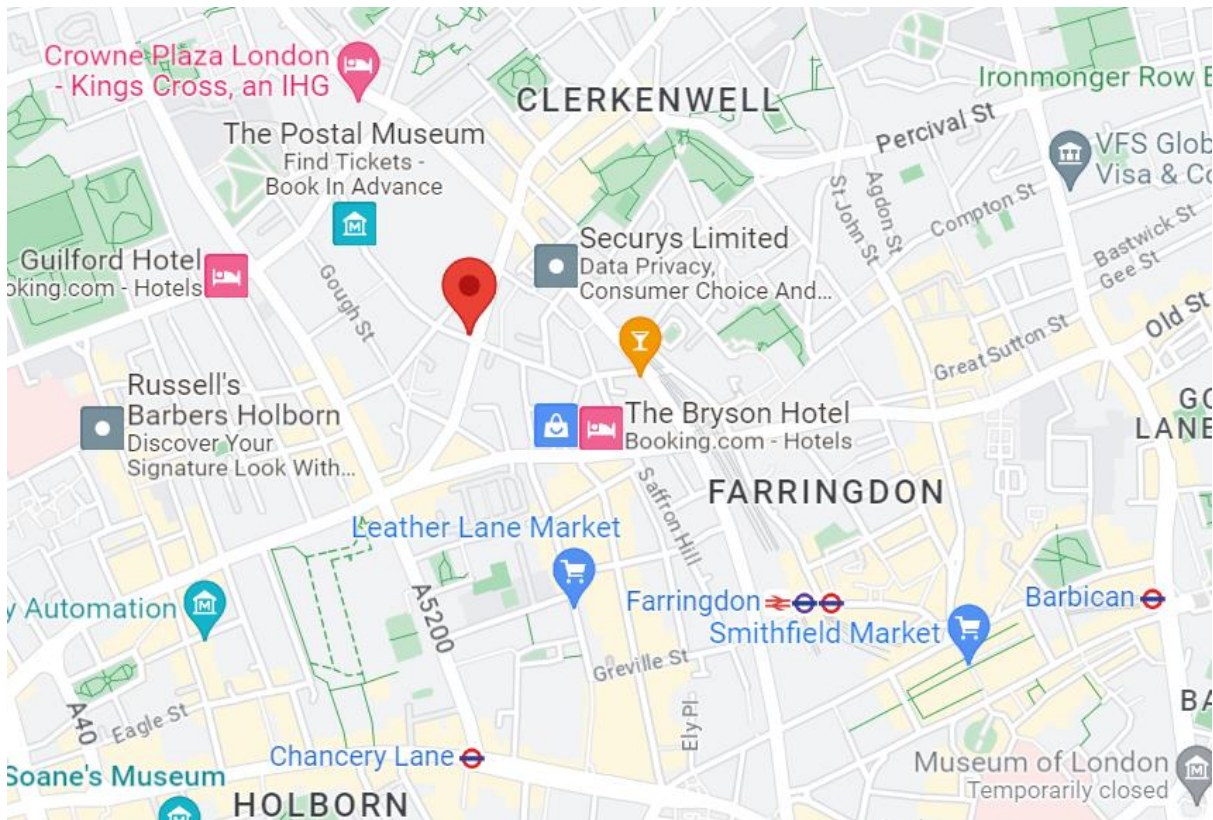 Crowne Plaza London
- Kings Cross, an IHG
CLERKENWELL
Ironmonger Row B
The Postal Museum
Find Tickets -
Book In Advance
Percival St
VFS Glob
Visa & Co
St John St
Agdon St
Compton St
Bastwick St
Gee St
Guilford Hotel
oking.com - Hotels
Gough St
Securys Limited
Data Privacy,
Consumer Choice And...
Old St
Great Sutton St
Russell's
Barbers Holborn
Discover Your
Signature Look With...
The Bryson Hotel
Booking.com - Hotels
GO
LANE
Saffron Hill
FARRINGDON
Leather Lane Market
y Automation
A5200
Farringdon
Smithfield Market
Barbican
Greville St
A40
Eagle St
Ely Pl
BA
Chancery Lane
Soane's Museum
HOLBORN
Museum of London
Temporarily closed